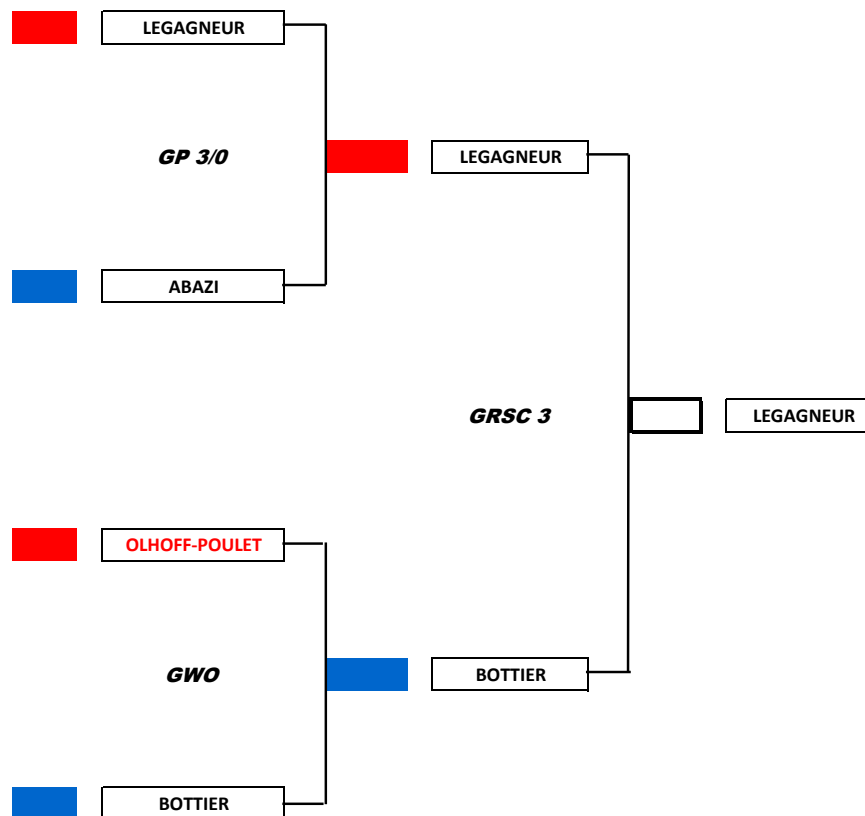 LEGAGNEUR
GP 3/0
LEGAGNEUR
ABAZI
GRSC 3
LEGAGNEUR
OLHOFF-POULET
GWO
BOTTIER
BOTTIER